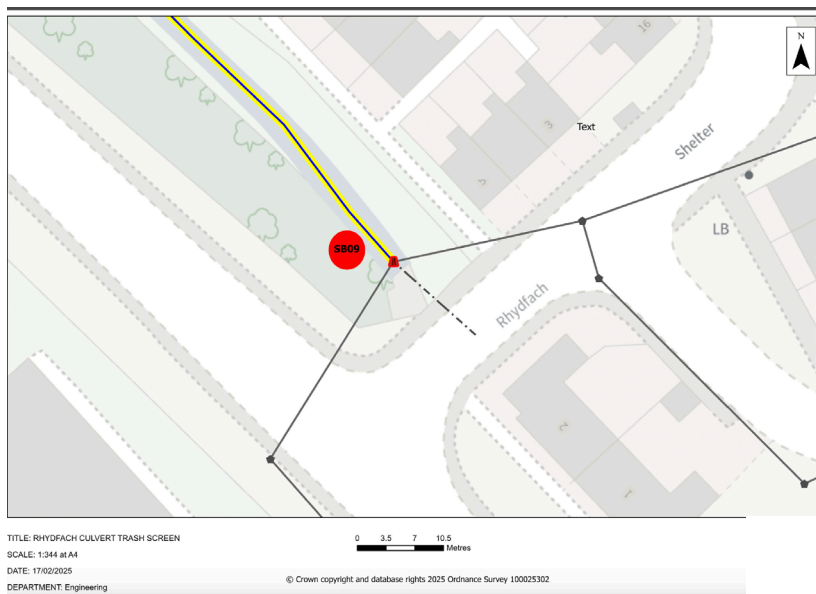 N
16
3
Text
Shelter
5
LB
SB09
A
Rhydfach
2
1
TITLE: RHYDFACH CULVERT TRASH SCREEN
SCALE: 1:344 at A4
DATE: 17/02/2025
DEPARTMENT: Engineering
0 3.5 7 10.5
Metres
© Crown copyright and database rights 2025 Ordnance Survey 100025302